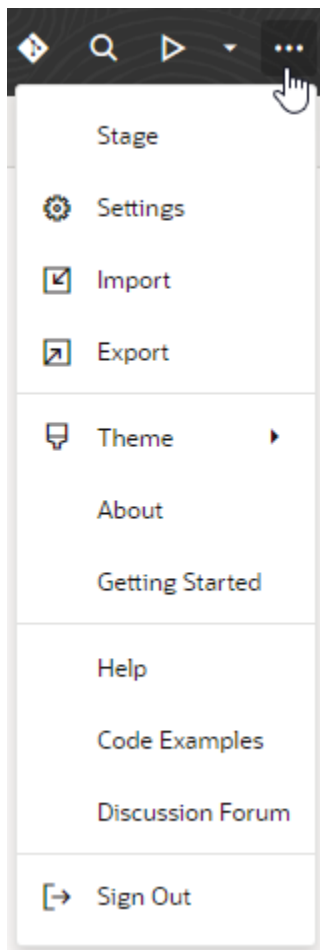 Stage
Settings
Import
Export
Theme
About
Getting Started
Help
Code Examples
Discussion Forum
Sign Out